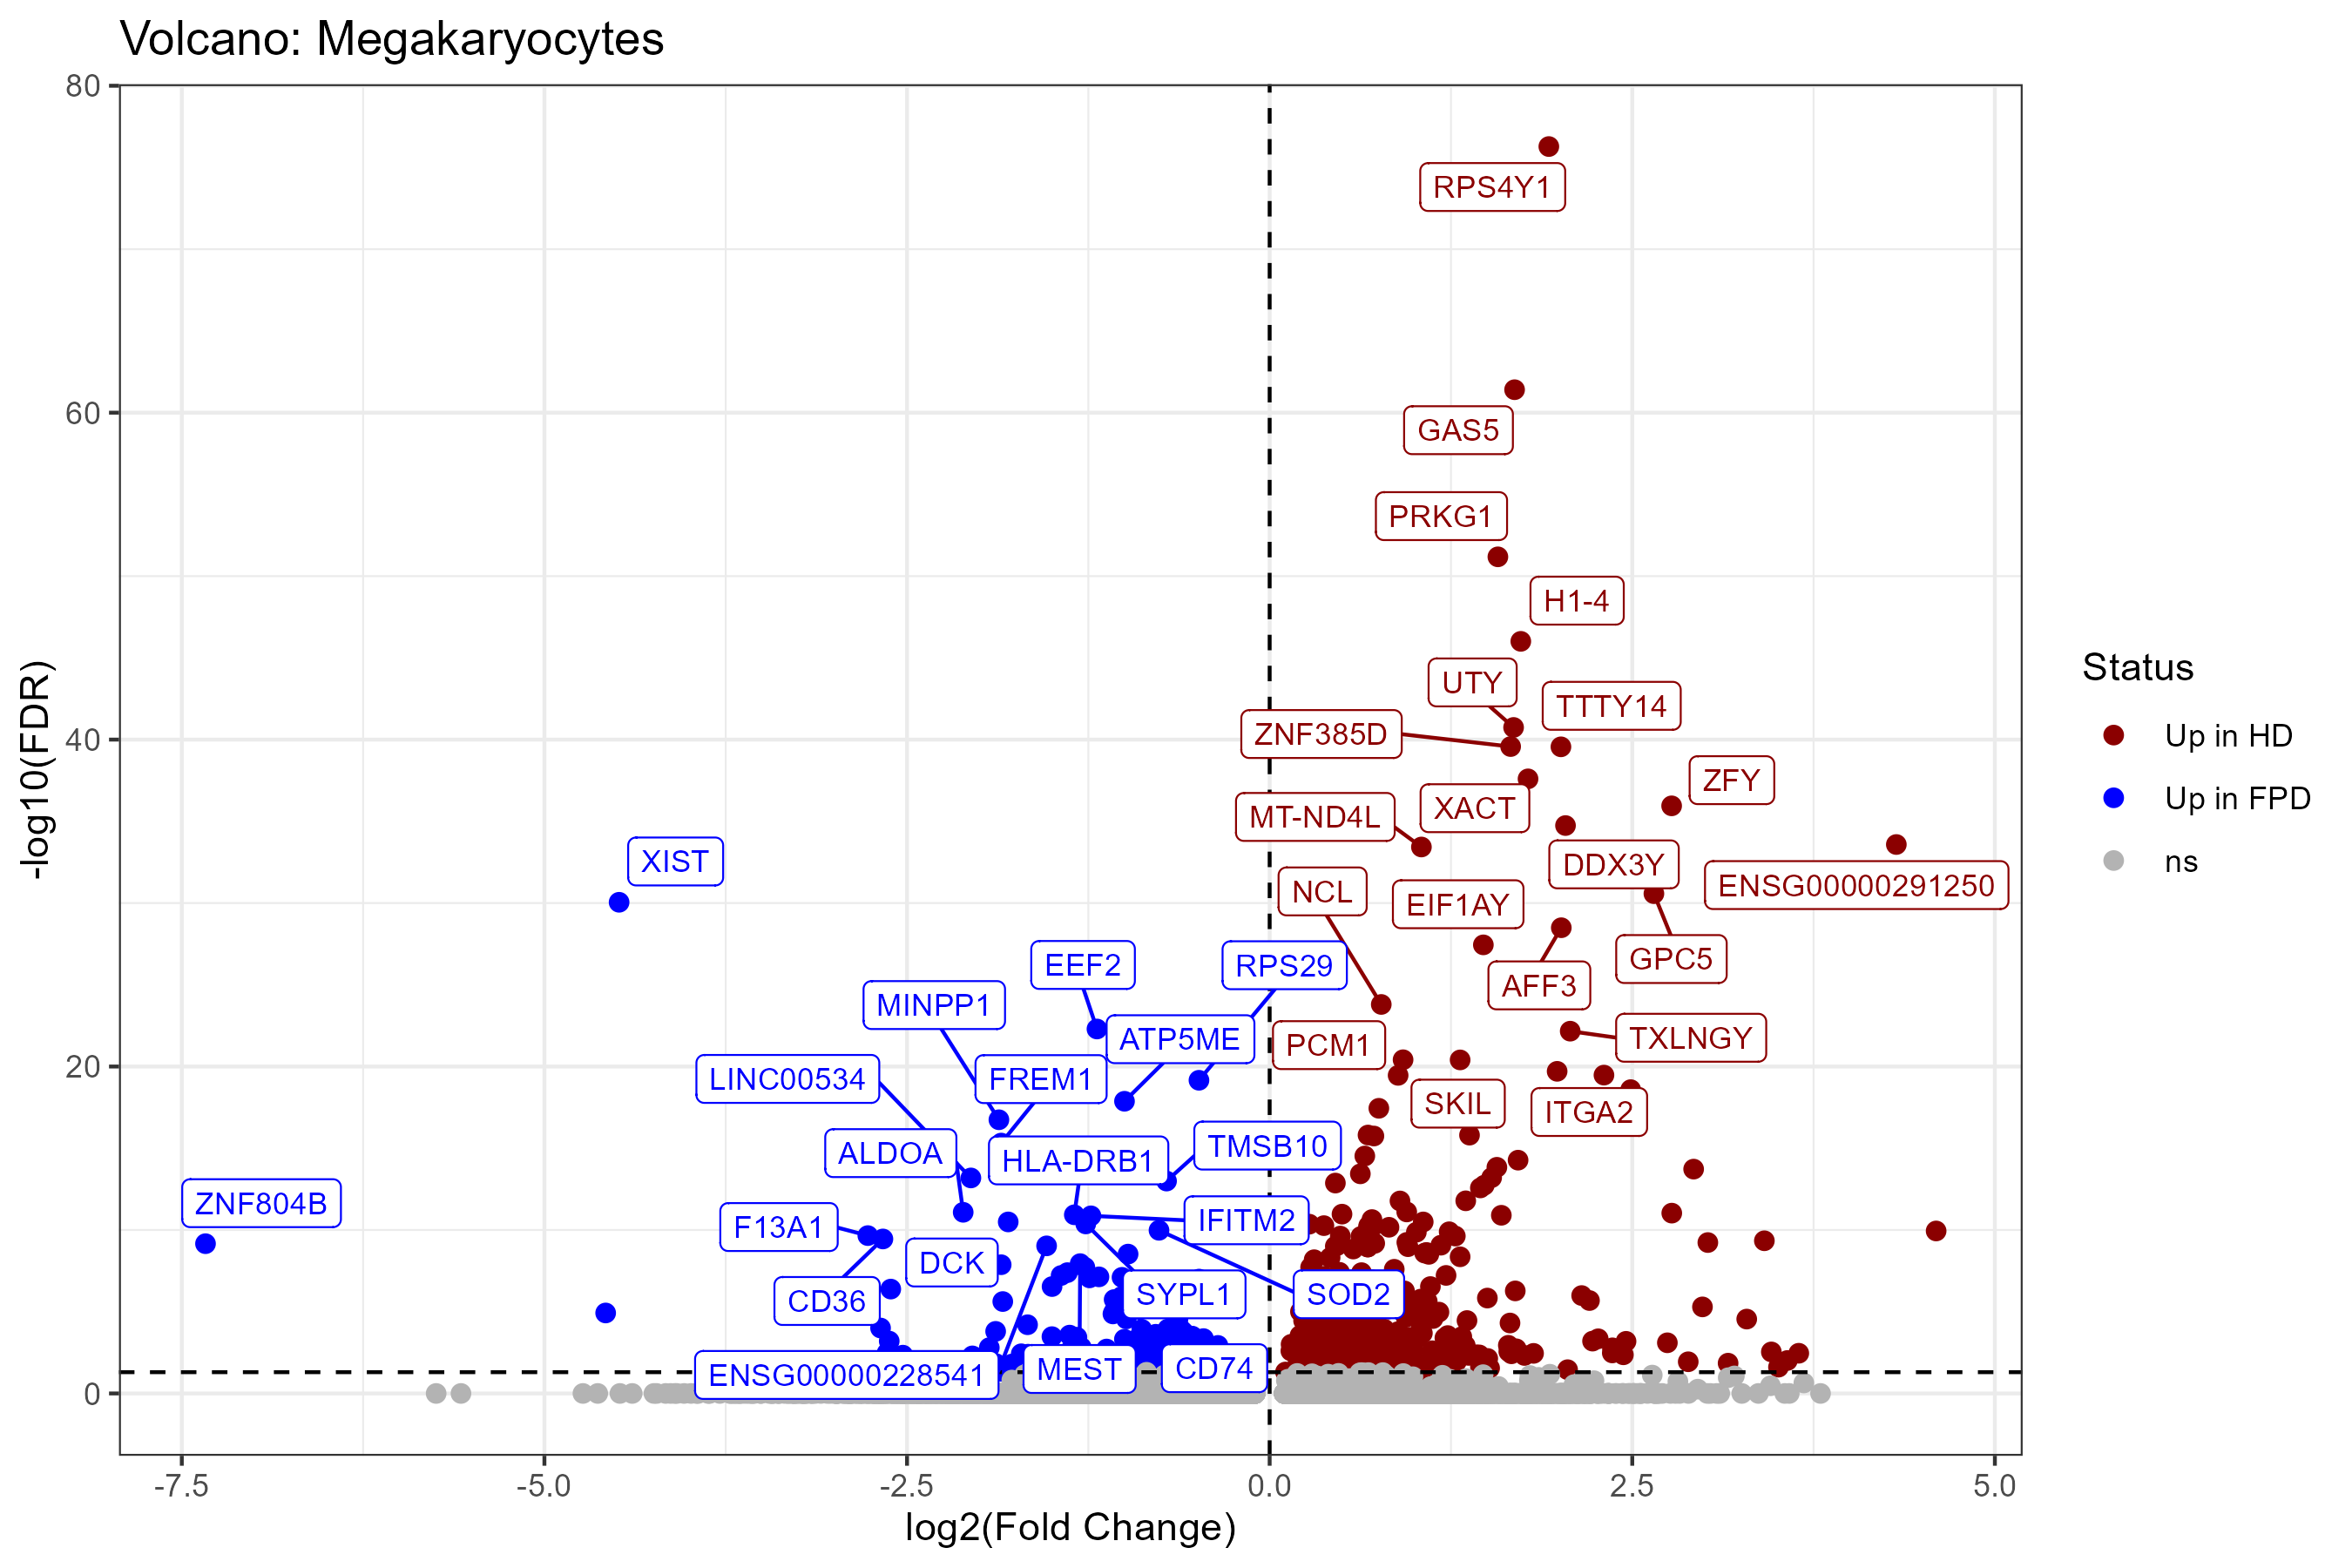 Volcano: Megakaryocytes
80
60
40
20
0
-log10(FDR)
-7.5
-5.0
-2.5
0.0
2.5
5.0
log2(Fold Change)
RPS4Y1
GAS5
PRKG1
H1-4
UTY
TTTY14
ZNF385D
ZFY
XACT
MT-ND4L
XIST
DDX3Y
ENSG00000291250
NCL
EIF1AY
GPC5
EEF2
RPS29
AFF3
MINPP1
ATP5ME
PCM1
TXLNGY
LINC00534
FREM1
SKIL
ITGA2
ALDOA
HLA-DRB1
TMSB10
ZNF804B
F13A1
IFITM2
DCK
CD36
SYPL1
SOD2
ENSG00000228541
MEST
CD74
Status
Up in HD
Up in FPD
ns